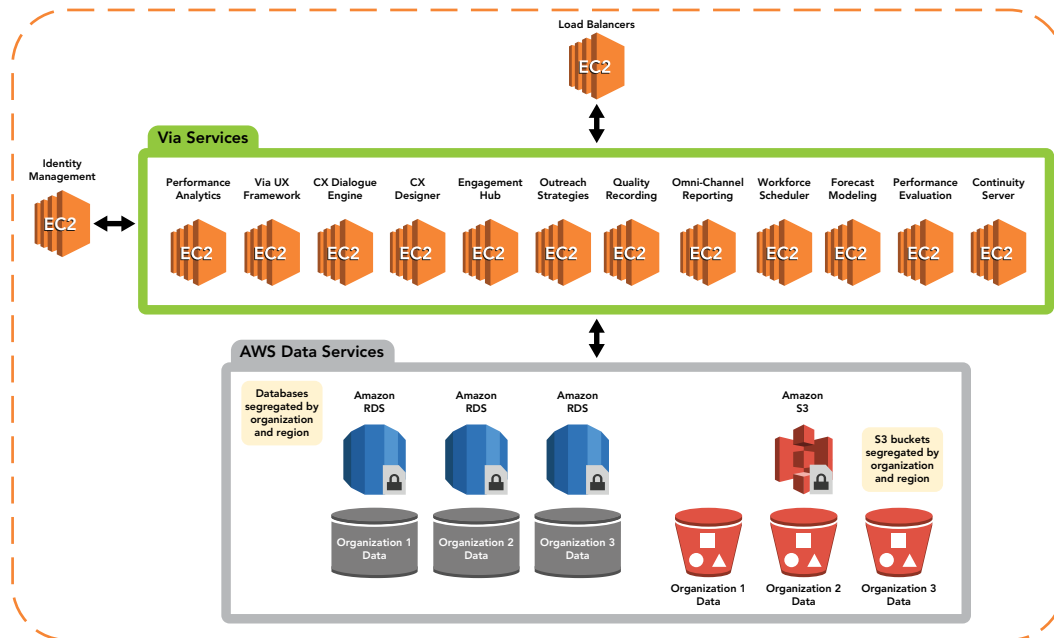 Load Balancers
EC2
Via Services
Identity
Management
EC2
Performance
Analytics
EC2
Via UX
Framework
EC2
CX Dialogue
Engine
EC2
CX
Designer
EC2
Engagement
Hub
EC2
Outreach
Strategies
EC2
Quality
Recording
EC2
Omni-Channel
Reporting
EC2
Workforce
Scheduler
EC2
Forecast
Modeling
EC2
Performance
Evaluation
EC2
Continuity
Server
EC2
AWS Data Services
Databases
segregated by
organization
and region
Amazon
RDS
Amazon
RDS
Amazon
RDS
Amazon
S3
S3 buckets
segregated by
organization
and region
Organization 1
Data
Organization 2
Data
Organization 3
Data
Organization 1
Data
Organization 2
Data
Organization 3
Data